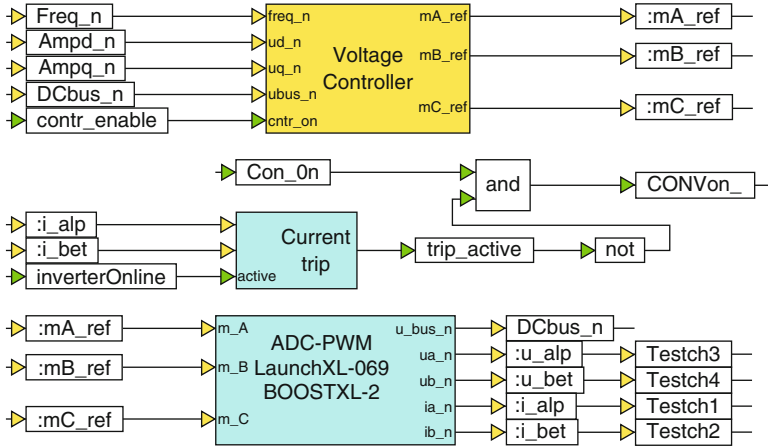 Freq_n
freq_n
mA_ref
:mA_ref
Ampd_n
ud_n
Ampq_n
uq_n
Voltage
Controller
mB_ref
:mB_ref
DCbus_n
ubus_n
mC_ref
:mC_ref
contr_enable
cntr_on
Con_0n
and
CONVon_
:i_alp
:i_bet
inverterOnline
active
Current
trip
trip_active
not
:mA_ref
m_A
:mB_ref
m_B
:mC_ref
m_C
ADC-PWM
LaunchXL-069
BOOSTXL-2
u_bus_n
DCbus_n
ua_n
:u_alp
Testch3
ub_n
:u_bet
Testch4
ia_n
:i_alp
Testch1
ib_n
:i_bet
Testch2